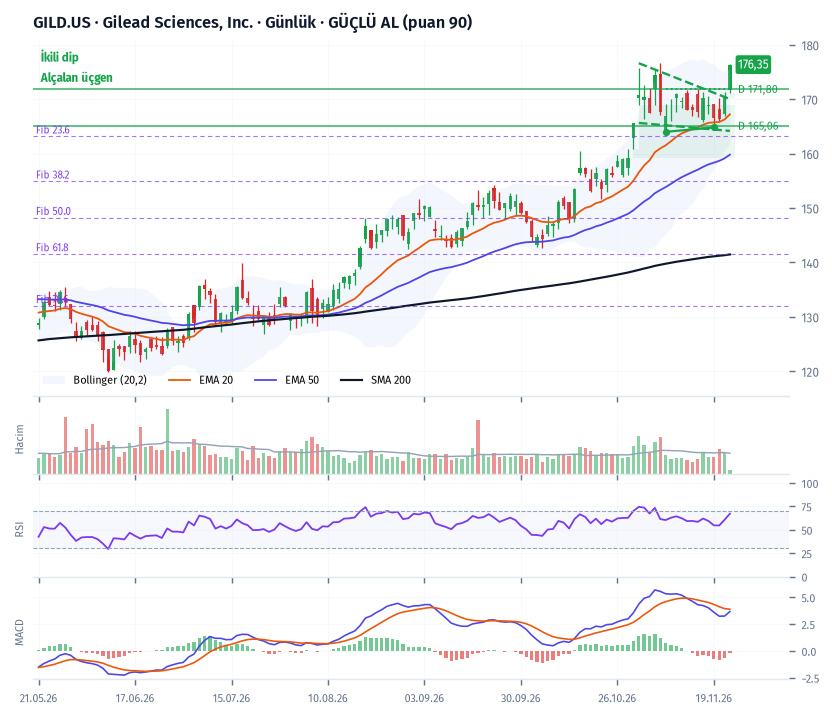 GILD.US · Gilead Sciences, Inc. · Günlük · GÜÇLÜ AL (puan 90)
İkili dip
Alçalan üçgen
180
176,35
D 171,80
170
D 165,06
Fib 23.6
160
Fib 38.2
150
Fib 50.0
Fib 61.8
140
130
120
Bollinger (20,2)
EMA 20
EMA 50
SMA 200
Hacim
RSI
100
75
50
25
0
MACD
5.0
2.5
0.0
−2.5
21.05.26
17.06.26
15.07.26
10.08.26
03.09.26
30.09.26
26.10.26
19.11.26